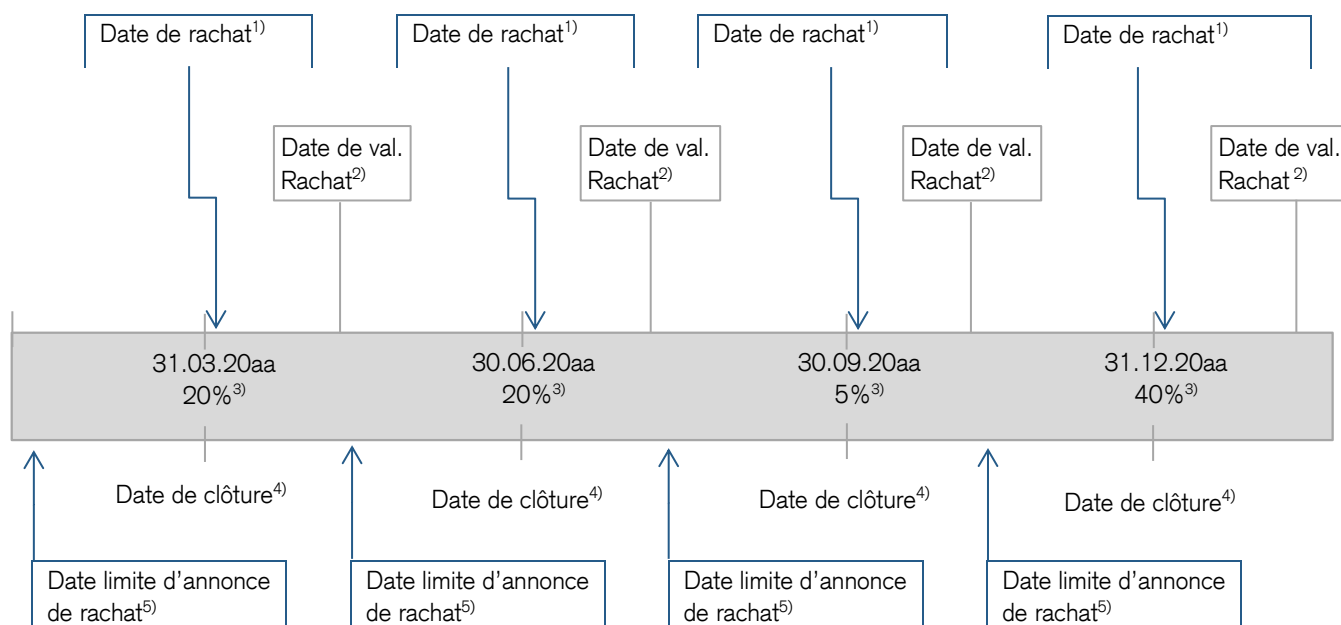 Date de rachat1)
Date de rachat1)
Date de rachat1)
Date de rachat1)
Date de val.
Rachat2)
Date de val.
Rachat2)
Date de val.
Rachat2)
Date de val.
Rachat 2)
31.03.20aa
20%3)
30.06.20aa
20%3)
30.09.20aa
5%3)
31.12.20aa
40%3)
Date de clôture4)
Date de clôture4)
Date de clôture4)
Date de clôture4)
Date limite d’annonce
de rachat5)
Date limite d’annonce
de rachat5)
Date limite d’annonce
de rachat5)
Date limite d’annonce
de rachat5)